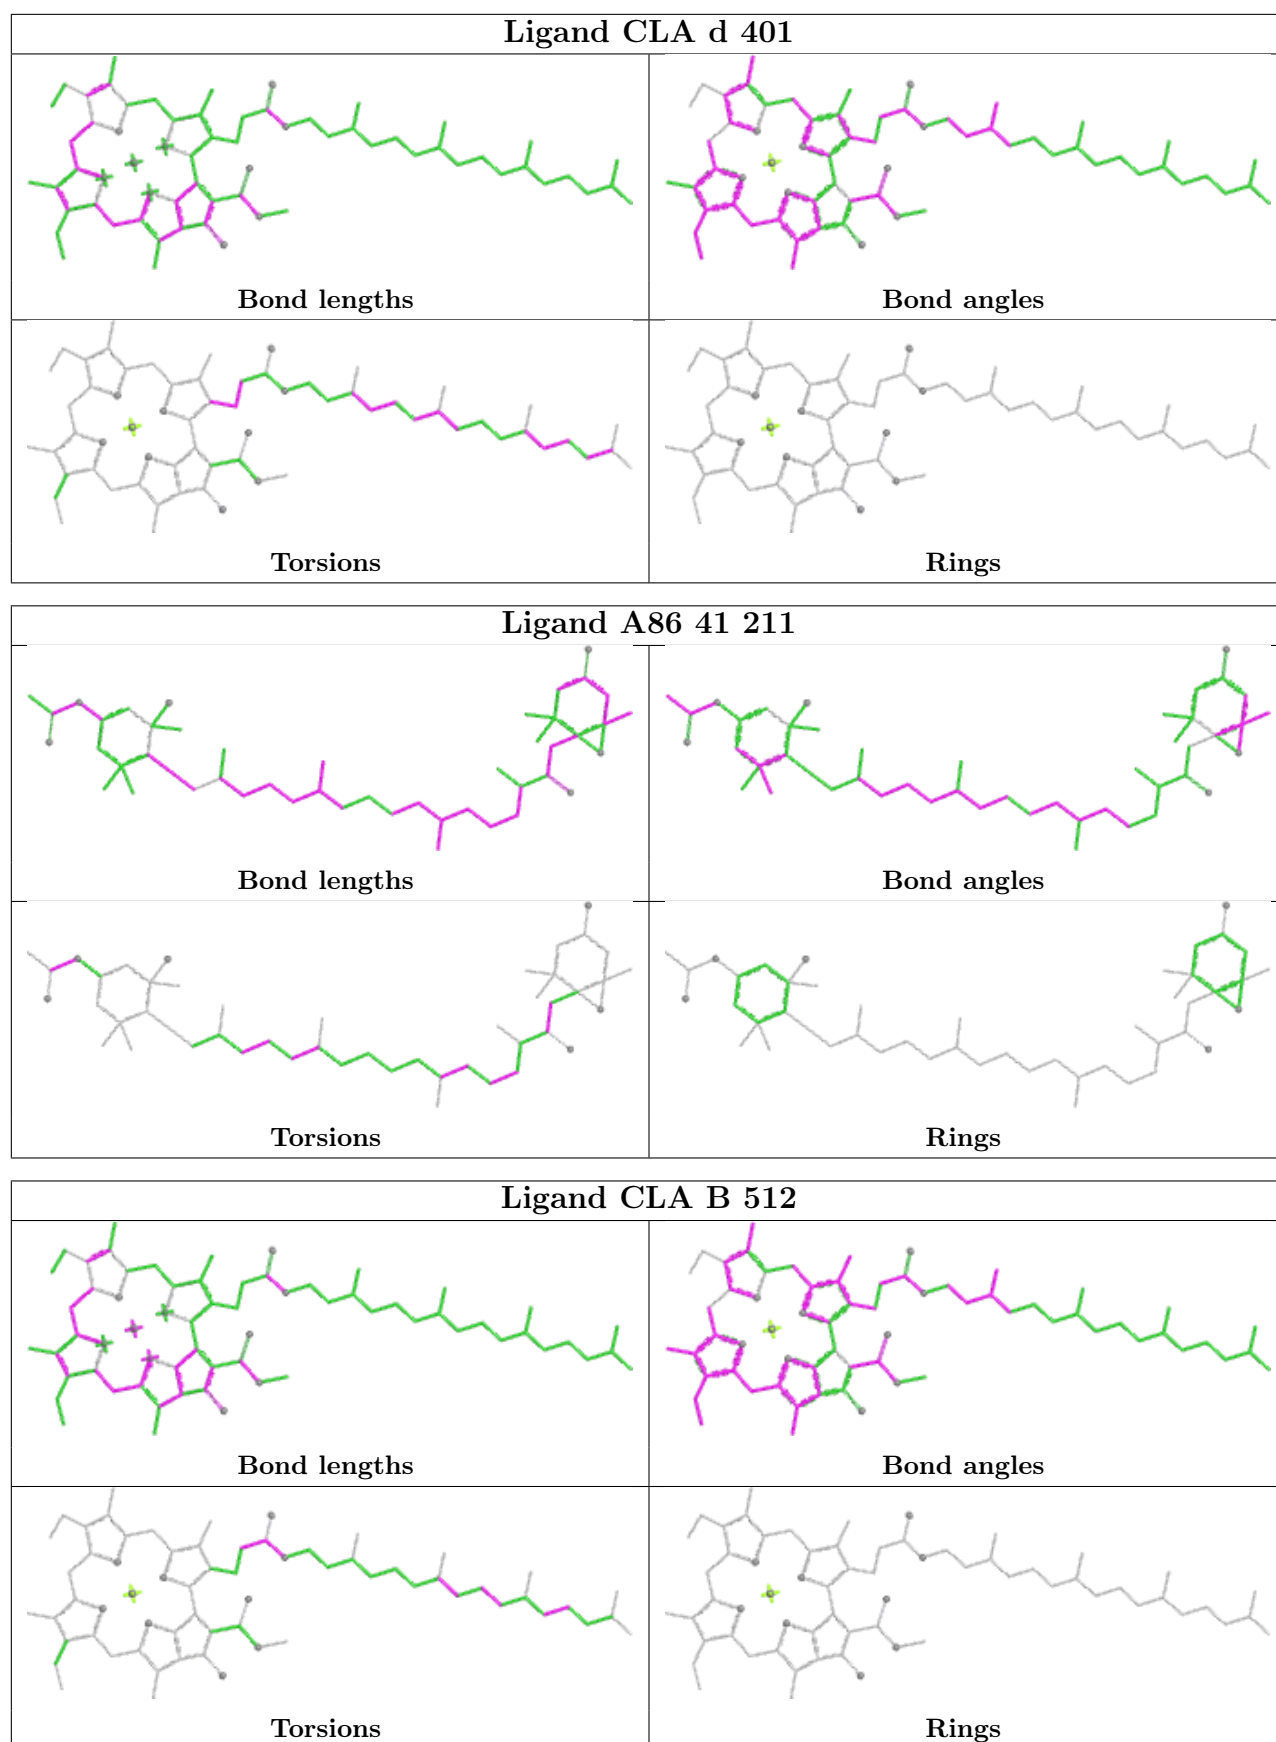 Ligand CLA d 401
Bond lengths
Bond angles
Torsions
Rings
Ligand A86 41 211
Bond lengths
Bond angles
Torsions
Rings
Ligand CLA B 512
Bond lengths
Bond angles
Torsions
Rings